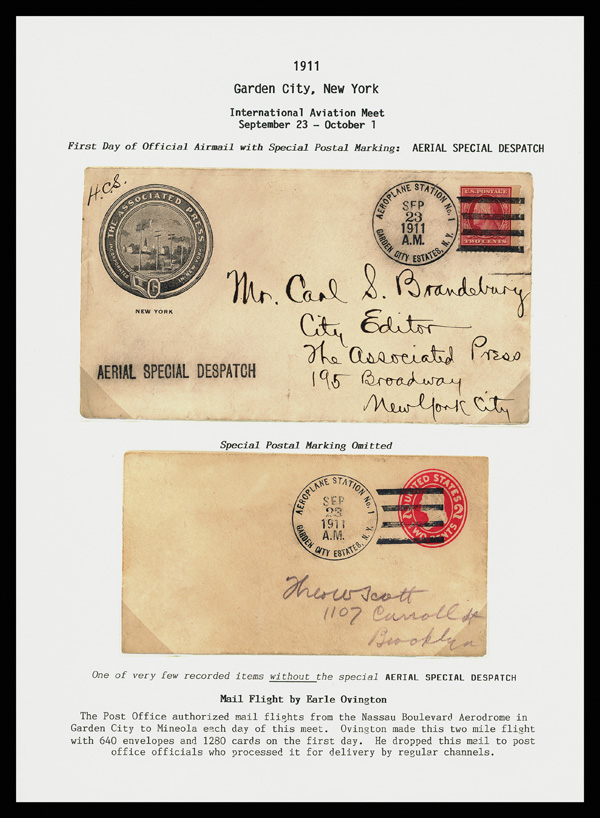 1911
Garden City, New York
International Aviation Meet
September 23 – October 1
First Day of Official Airmail with Special Postal Marking: AERIAL SPECIAL DESPATCH
H.C.S.
THE ASSOCIATED PRESS
NEW YORK
AEROPLANE STATION No. 1
SEP
23
1911
A.M.
GARDEN CITY ESTATES, N.Y.
U.S. POSTAGE
TWO CENTS
Mr. Carl S. Brandebury
City Editor
The Associated Press
195 Broadway
New York City
AERIAL SPECIAL DESPATCH
Special Postal Marking Omitted
AEROPLANE STATION No. 1
SEP
23
1911
A.M.
GARDEN CITY ESTATES, N.Y.
UNITED STATES
TWO CENTS
Scott
1107 Carroll St
Brooklyn
One of very few recorded items without the special AERIAL SPECIAL DESPATCH
Mail Flight by Earle Ovington
The Post Office authorized mail flights from the Nassau Boulevard Aerodrome in
Garden City to Mineola each day of this meet. Ovington made this two mile flight
with 640 envelopes and 1280 cards on the first day. He dropped this mail to post
office officials who processed it for delivery by regular channels.